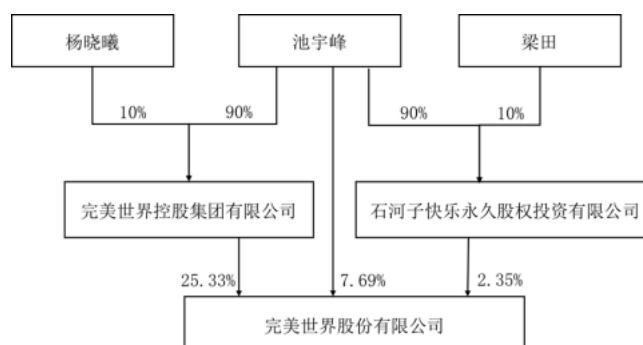 杨晓曦
池宇峰
梁田
10%
90%
90%
10%
完美世界控股集团有限公司
石河子快乐永久股权投资有限公司
25.33%
7.69%
2.35%
完美世界股份有限公司